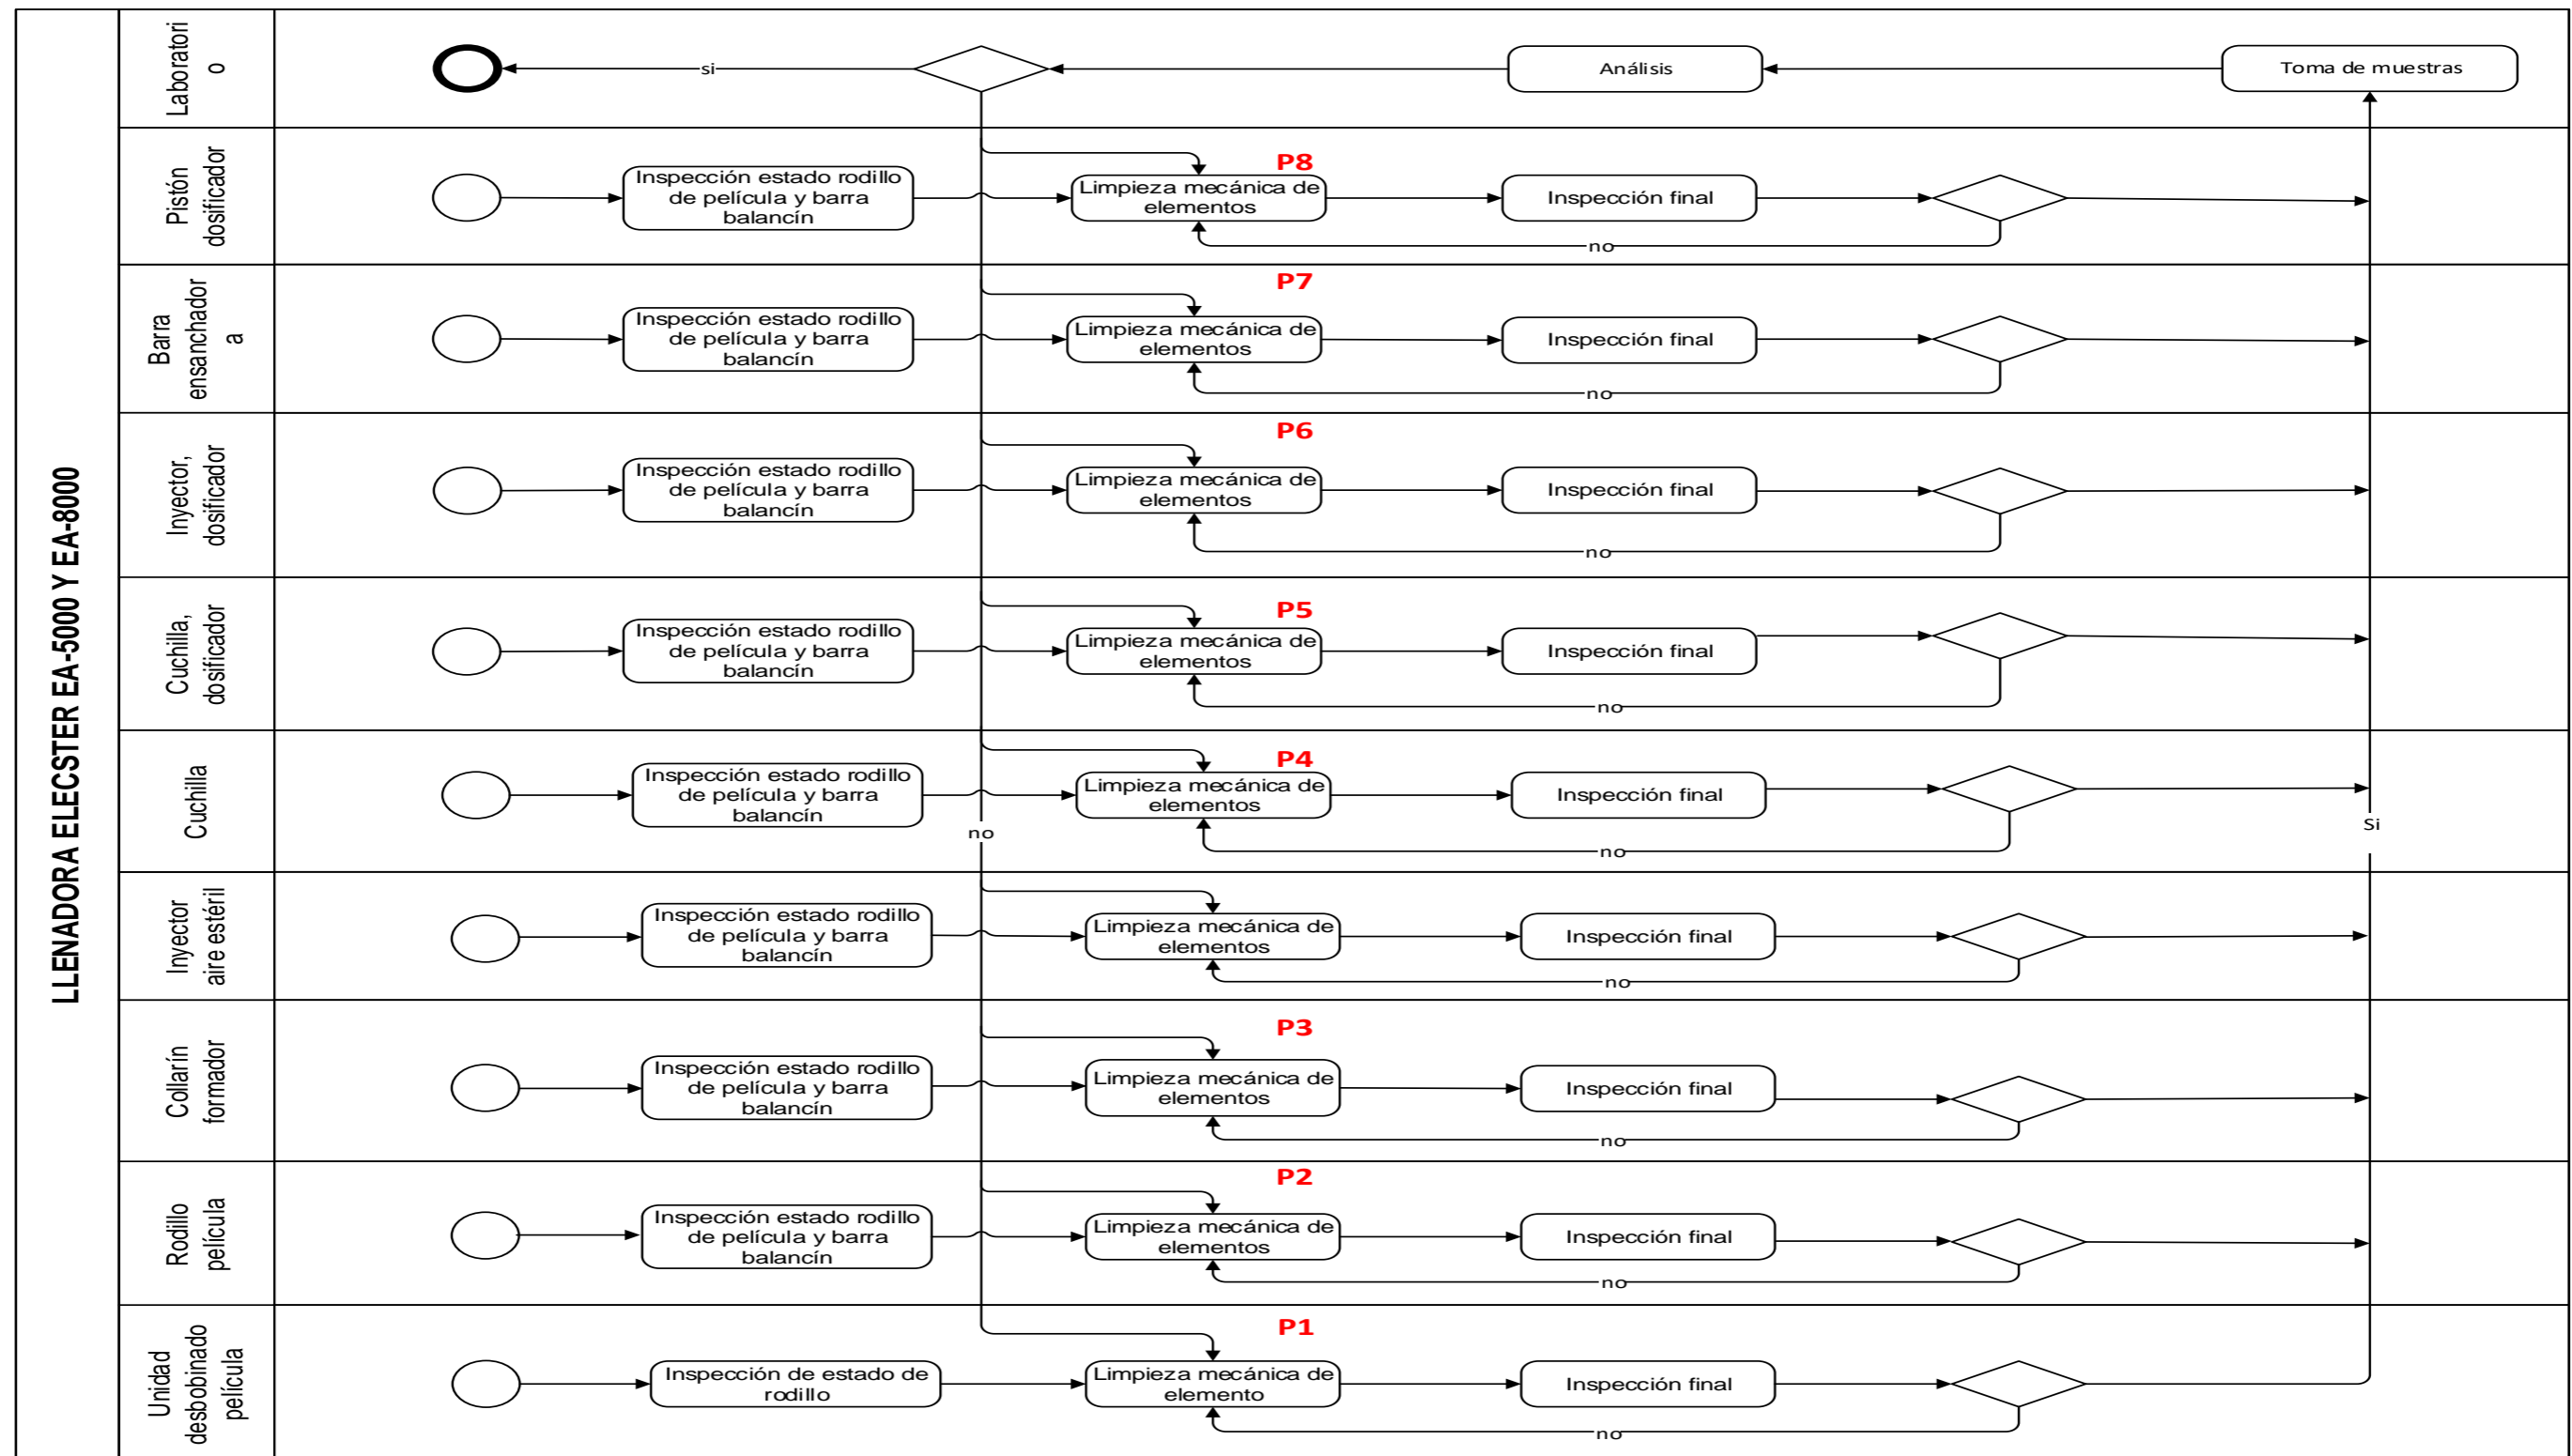 LLENADORA ELECSTER EA-5000 Y EA-8000
Laboratori
o
si
Análisis
Toma de muestras
Pistón
dosificador
Inspección estado rodillo
de película y barra
balancín
P8
Limpieza mecánica de
elementos
Inspección final
no
Barra
ensanchador
a
Inspección estado rodillo
de película y barra
balancín
P7
Limpieza mecánica de
elementos
Inspección final
no
Inyector,
dosificador
Inspección estado rodillo
de película y barra
balancín
P6
Limpieza mecánica de
elementos
Inspección final
no
Cuchilla,
dosificador
Inspección estado rodillo
de película y barra
balancín
P5
Limpieza mecánica de
elementos
Inspección final
no
Cuchilla
Inspección estado rodillo
de película y barra
balancín
no
P4
Limpieza mecánica de
elementos
Inspección final
no
Si
Inyector
aire estéril
Inspección estado rodillo
de película y barra
balancín
Limpieza mecánica de
elementos
Inspección final
no
Collarín
formador
Inspección estado rodillo
de película y barra
balancín
P3
Limpieza mecánica de
elementos
Inspección final
no
Rodillo
película
Inspección estado rodillo
de película y barra
balancín
P2
Limpieza mecánica de
elementos
Inspección final
no
Unidad
desbobinado
película
Inspección de estado de
rodillo
P1
Limpieza mecánica de
elemento
Inspección final
no